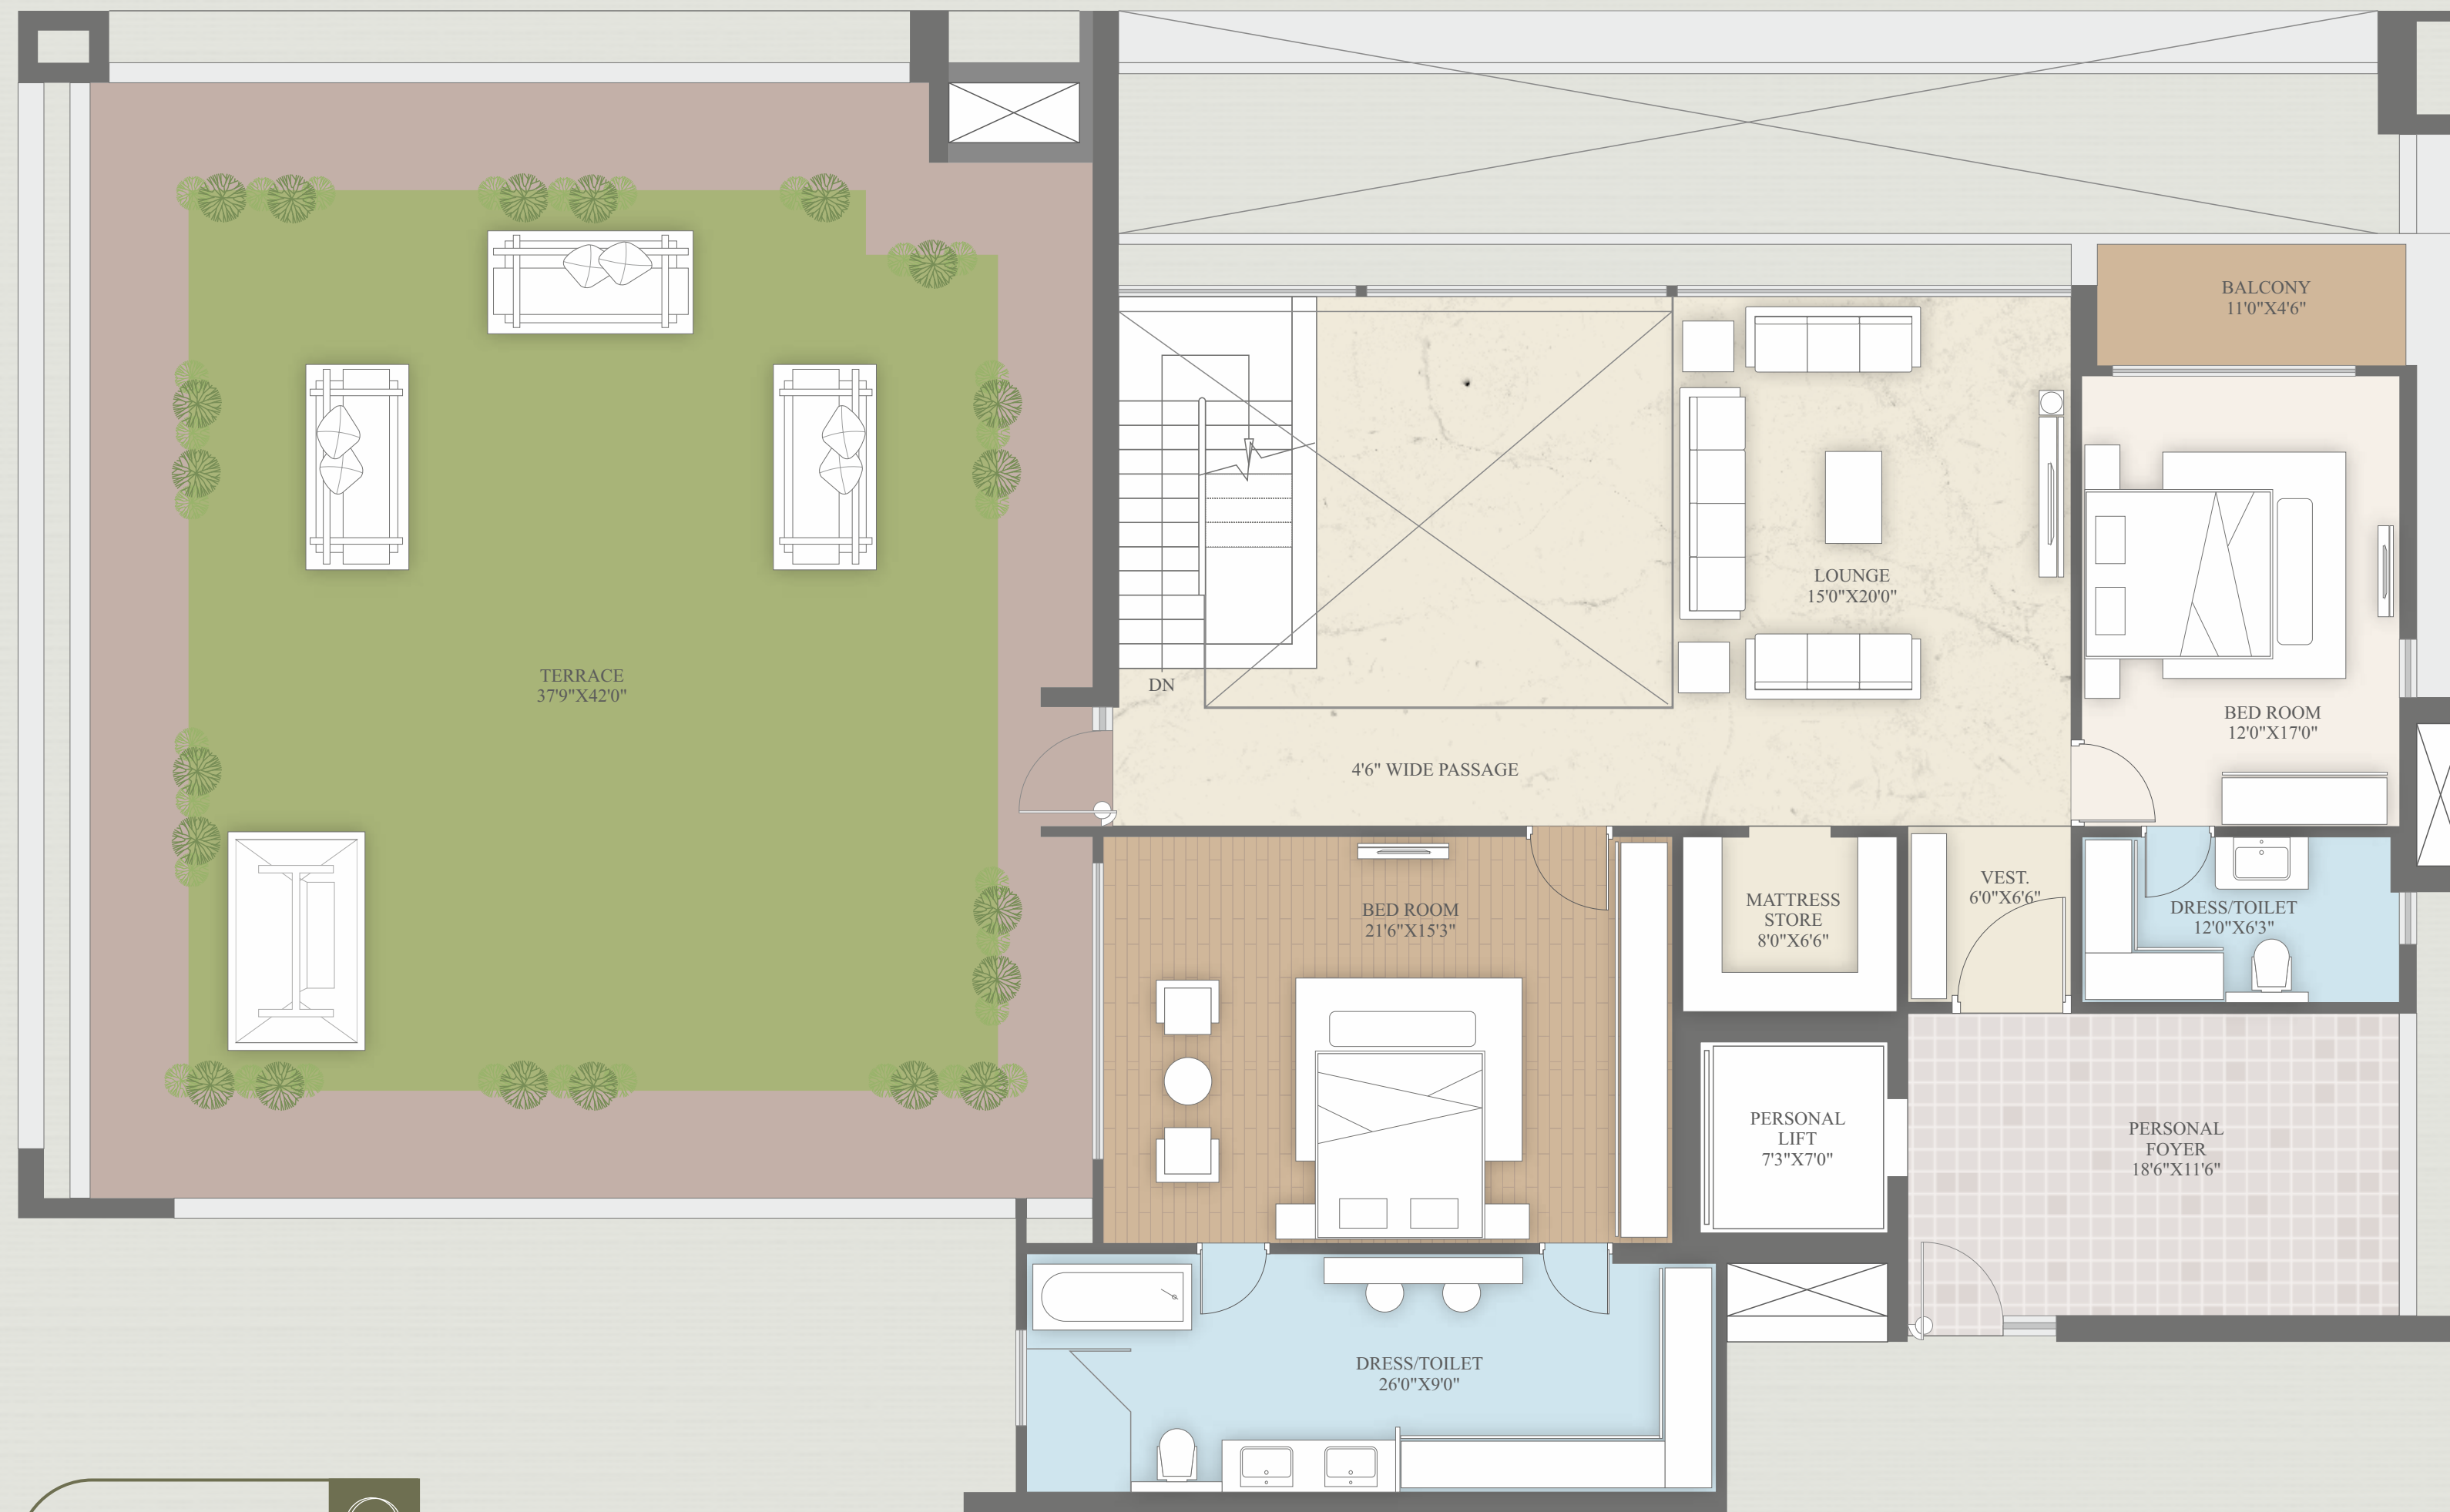 BALCONY
11'0"X4'6"
LOUNGE
15'0"X20'0"
TERRACE
37'9"X42'0"
DN
BED ROOM
12'0"X17'0"
4'6" WIDE PASSAGE
BED ROOM
21'6"X15'3"
MATTRESS
STORE
8'0"X6'6"
VEST.
6'0"X6'6"
DRESS/TOILET
12'0"X6'3"
PERSONAL
LIFT
7'3"X7'0"
PERSONAL
FOYER
18'6"X11'6"
DRESS/TOILET
26'0"X9'0"